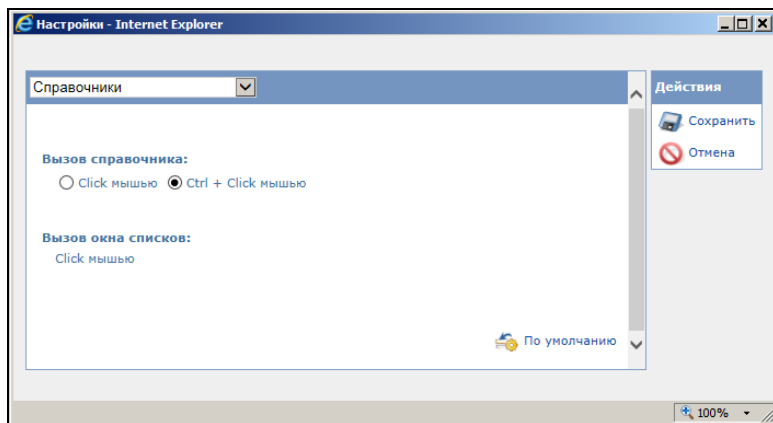 Настройки - Internet Explorer
Справочники
Действия
Сохранить
Отмена
Вызов справочника:
Click мышью Ctrl + Click мышью
Вызов окна списков:
Click мышью
По умолчанию
100%